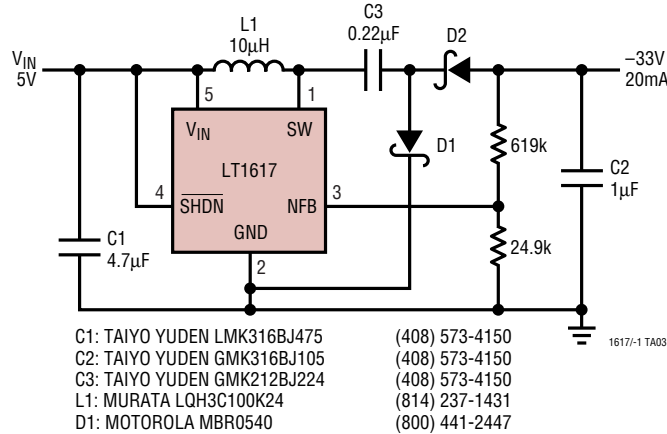 C3
0.22µF
L1
10µH
D2
VIN
5V
–33V
20mA
5
1
VIN
SW
D1
619k
LT1617
C2
1µF
4
3
SHDN
NFB
GND
C1
4.7µF
2
24.9k
C1: TAIYO YUDEN LMK316BJ475 (408) 573-4150
C2: TAIYO YUDEN GMK316BJ105 (408) 573-4150
C3: TAIYO YUDEN GMK212BJ224 (408) 573-4150
L1: MURATA LQH3C100K24 (814) 237-1431
D1: MOTOROLA MBR0540 (800) 441-2447
1617/-1 TA03